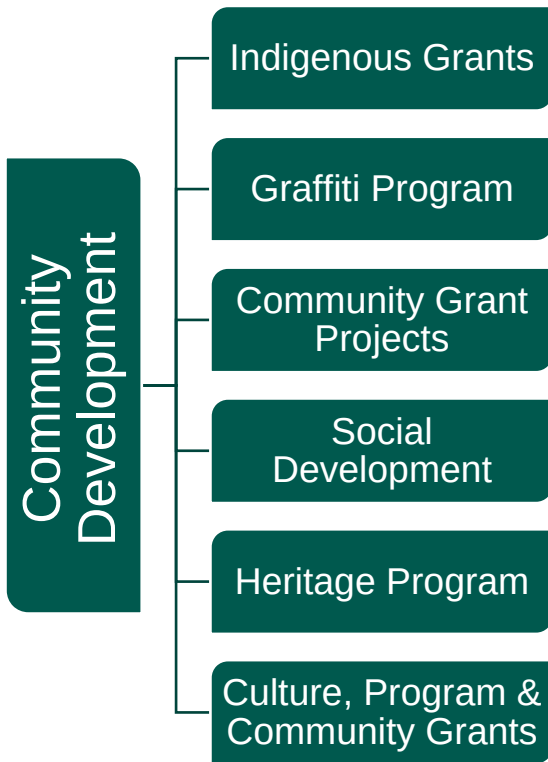 Community
Development
Indigenous Grants
Graffiti Program
Community Grant
Projects
Social
Development
Heritage Program
Culture, Program &
Community Grants